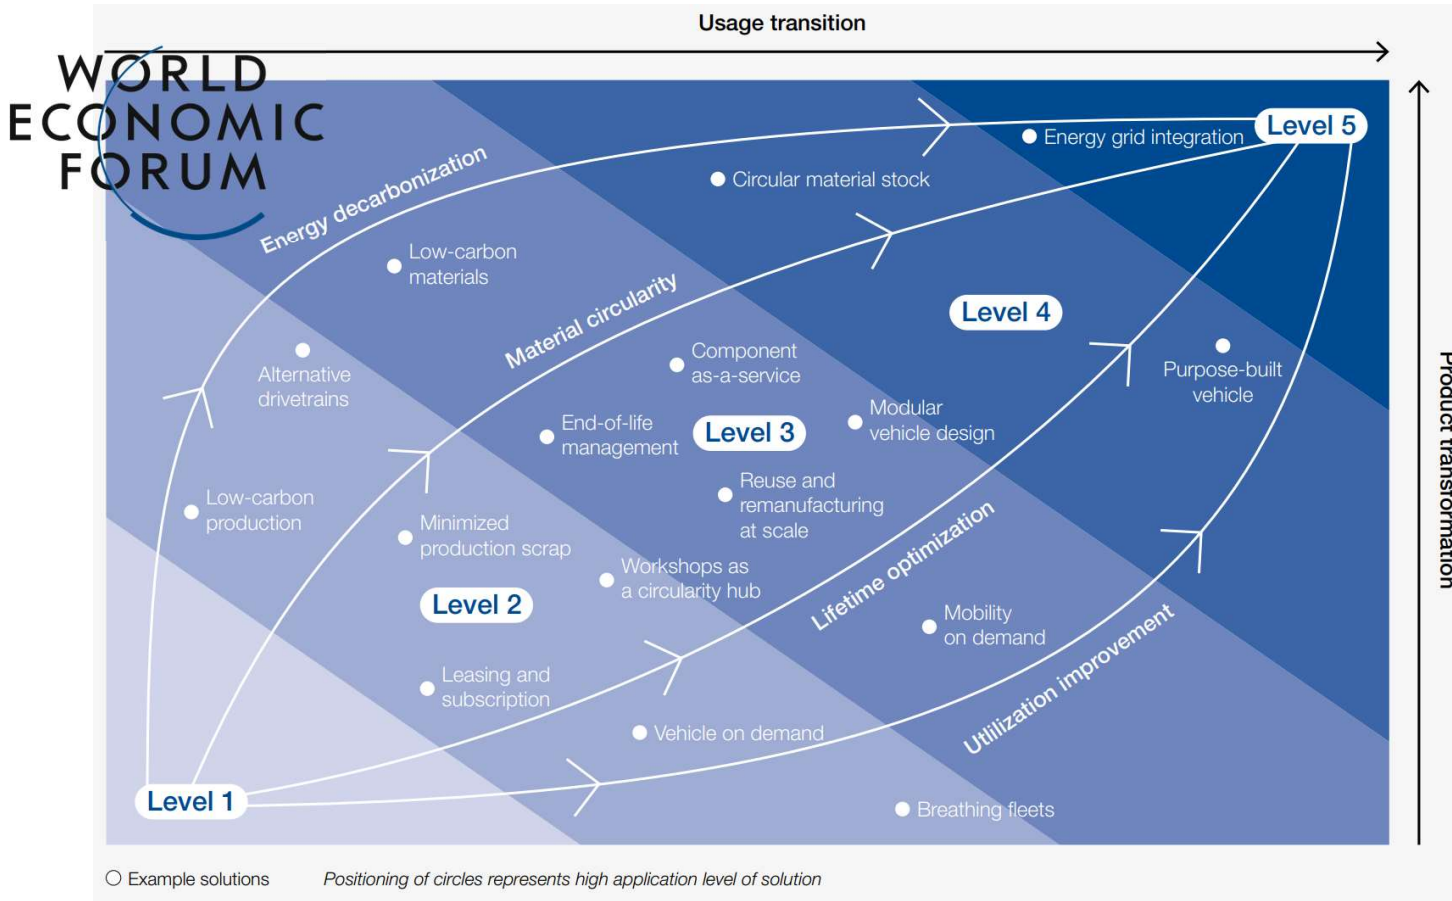 Usage transition
WORLD
ECONOMIC
FORUM
Level 5
Energy grid integration
Circular material stock
Energy decarbonization
Low-carbon
materials
Material circularity
Level 4
Component
as-a-service
Purpose-built
vehicle
Alternative
drivetrains
Product transformation
Modular
vehicle design
End-of-life
management
Level 3
Reuse and
remanufacturing
at scale
Low-carbon
production
Minimized
production scrap
Workshops as
a circularity hub
Lifetime optimization
Level 2
Mobility
on demand
Utlilization improvement
Leasing and
subscription
Vehicle on demand
Level 1
Breathing fleets
Example solutions
Positioning of circles represents high application level of solution